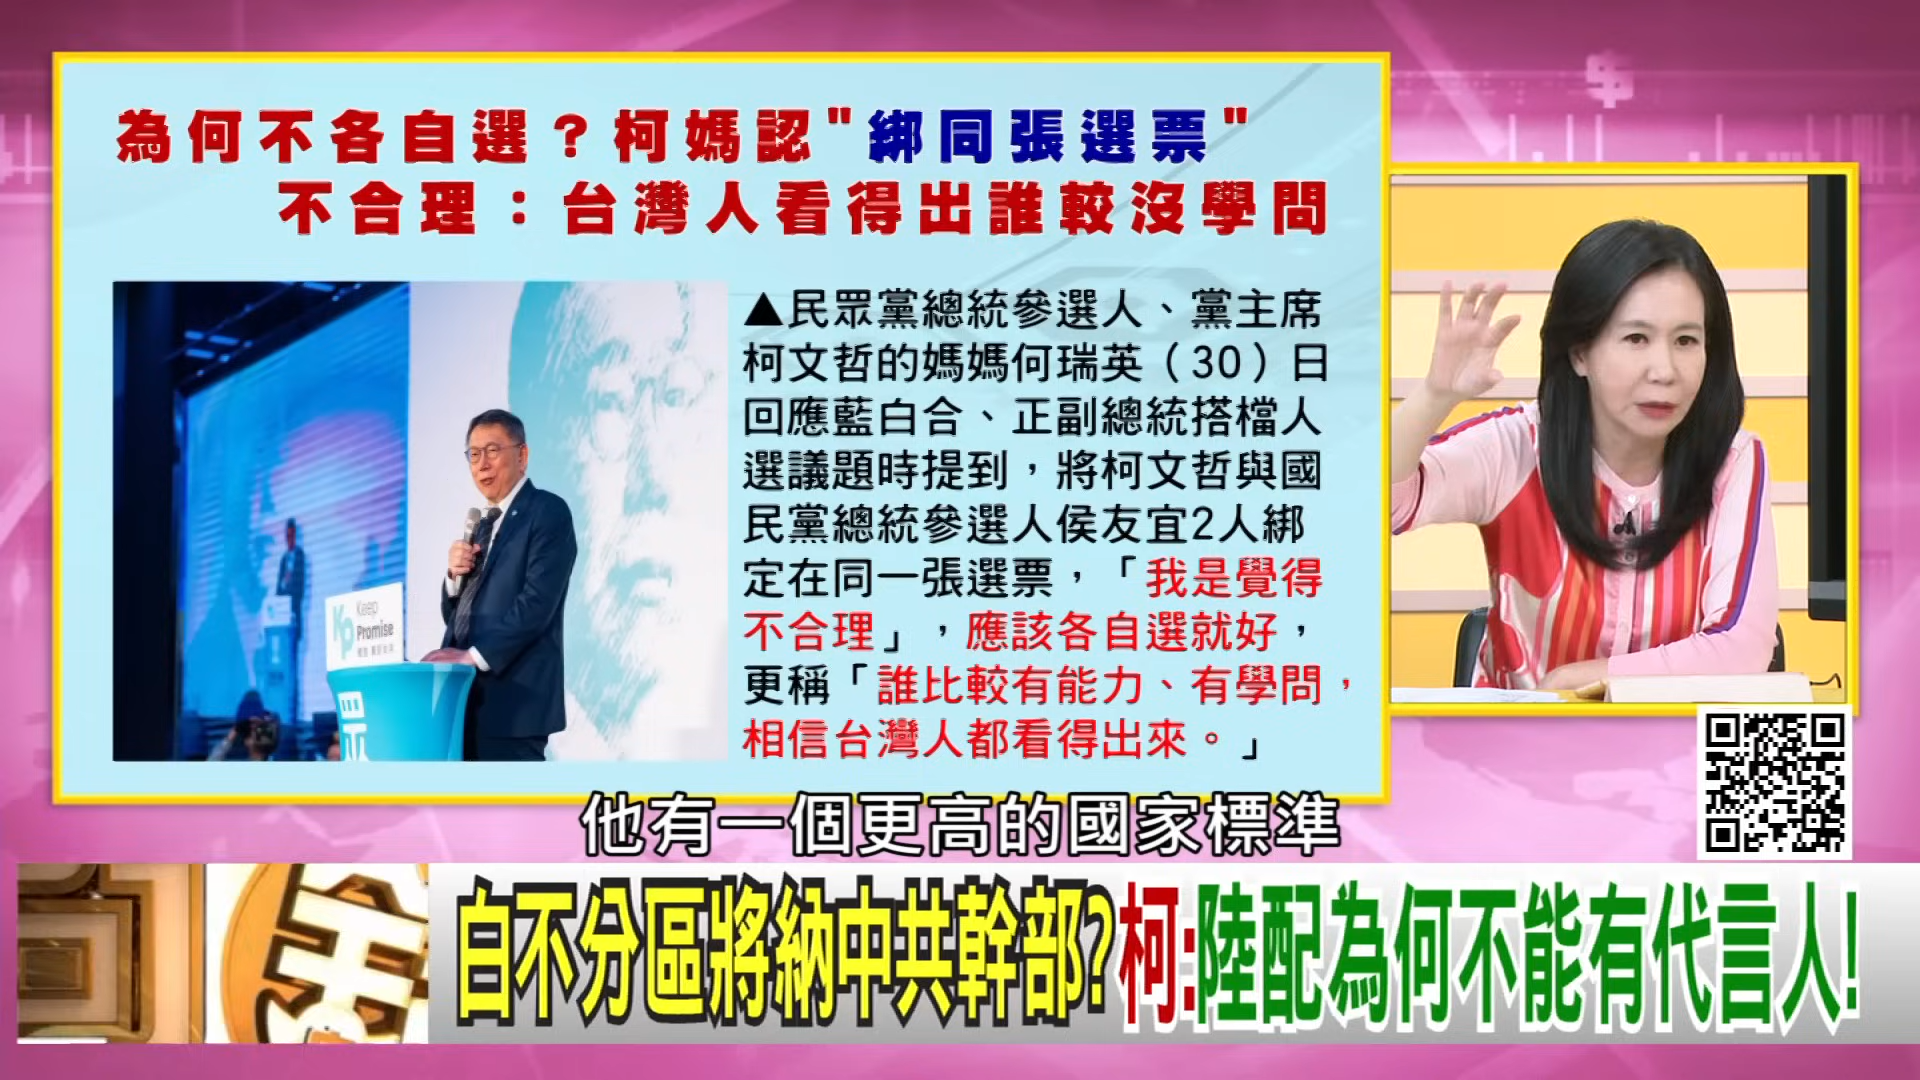 為何不各自選？柯媽認"綁同張選票"
不合理：台灣人看得出誰較沒學問
▲民眾黨總統參選人、黨主席
柯文哲的媽媽何瑞英（30）日
回應藍白合、正副總統搭檔人
選議題時提到，將柯文哲與國
民黨總統參選人侯友宜2人綁
定在同一張選票，「我是覺得
不合理」，應該各自選就好，
更稱「誰比較有能力、有學問，
相信台灣人都看得出來。」
KP
Keep
Promise
他有一個更高的國家標準
白不分區將納中共幹部?柯:陸配為何不能有代言人!